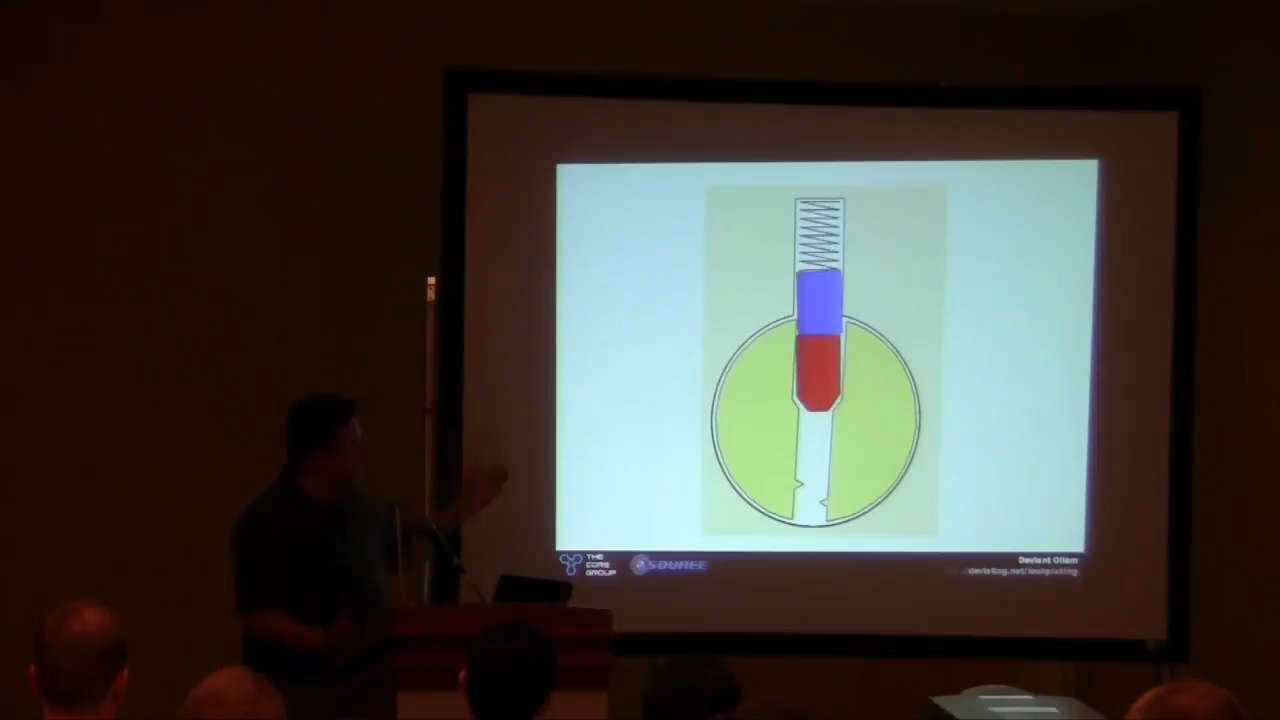 THE
CORE
GROUP
SOURCE
Deviant Ollam
deviating.net/lockpicking